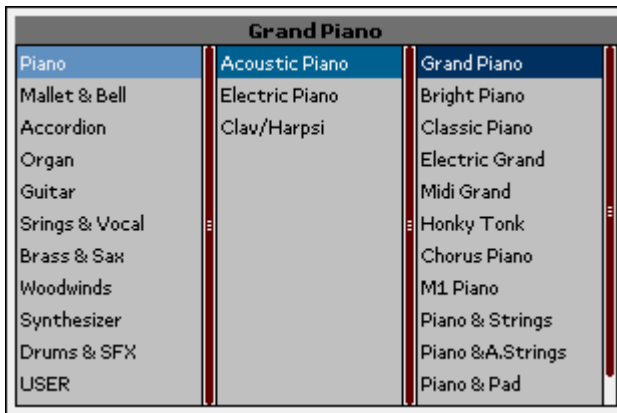 Grand Piano
Piano
Mallet & Bell
Accordion
Organ
Guitar
Srings & Vocal
Brass & Sax
Woodwinds
Synthesizer
Drums & SFX
USER
Acoustic Piano
Electric Piano
Clav/Harpsi
Grand Piano
Bright Piano
Classic Piano
Electric Grand
Midi Grand
Honky Tonk
Chorus Piano
M1 Piano
Piano & Strings
Piano &A.Strings
Piano & Pad